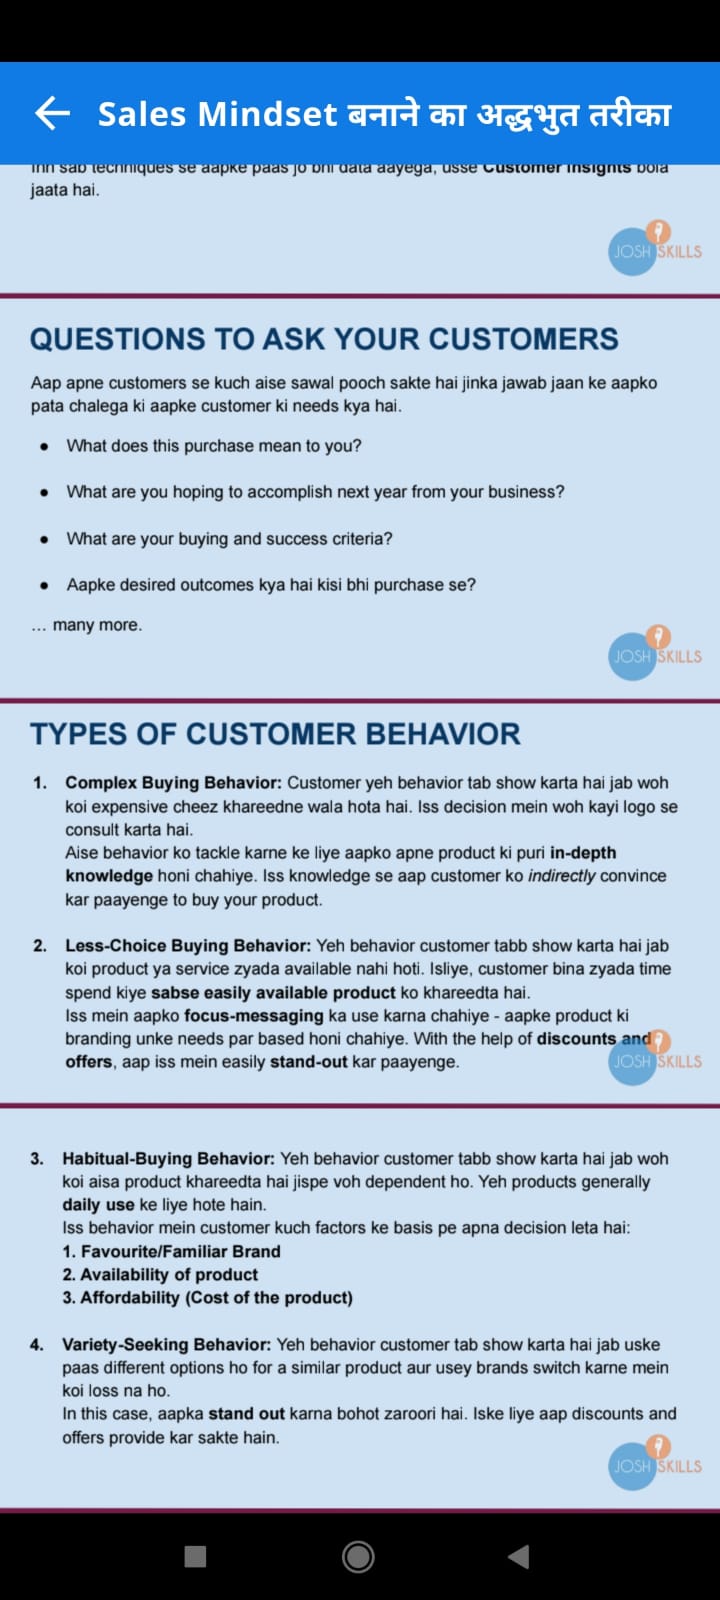 Sales Mindset बनाने का अद्धभुत तरीका
Inn sab techniques se aapke paas jo bhi data aayega, usse Customer Insights bola
jaata hai.
JOSH SKILLS
QUESTIONS TO ASK YOUR CUSTOMERS
Aap apne customers se kuch aise sawal pooch sakte hai jinka jawab jaan ke aapko
pata chalega ki aapke customer ki needs kya hai.
● What does this purchase mean to you?
● What are you hoping to accomplish next year from your business?
● What are your buying and success criteria?
● Aapke desired outcomes kya hai kisi bhi purchase se?
... many more.
JOSH SKILLS
TYPES OF CUSTOMER BEHAVIOR
1. Complex Buying Behavior: Customer yeh behavior tab show karta hai jab woh
koi expensive cheez khareedne wala hota hai. Iss decision mein woh kayi logo se
consult karta hai.
Aise behavior ko tackle karne ke liye aapko apne product ki puri in-depth
knowledge honi chahiye. Iss knowledge se aap customer ko indirectly convince
kar paayenge to buy your product.
2. Less-Choice Buying Behavior: Yeh behavior customer tabb show karta hai jab
koi product ya service zyada available nahi hoti. Isliye, customer bina zyada time
spend kiye sabse easily available product ko khareedta hai.
Iss mein aapko focus-messaging ka use karna chahiye - aapke product ki
branding unke needs par based honi chahiye. With the help of discounts and
offers, aap iss mein easily stand-out kar paayenge.
JOSH SKILLS
3. Habitual-Buying Behavior: Yeh behavior customer tabb show karta hai jab woh
koi aisa product khareedta hai jispe voh dependent ho. Yeh products generally
daily use ke liye hote hain.
Iss behavior mein customer kuch factors ke basis pe apna decision leta hai:
1. Favourite/Familiar Brand
2. Availability of product
3. Affordability (Cost of the product)
4. Variety-Seeking Behavior: Yeh behavior customer tab show karta hai jab uske
paas different options ho for a similar product aur usey brands switch karne mein
koi loss na ho.
In this case, aapka stand out karna bohot zaroori hai. Iske liye aap discounts and
offers provide kar sakte hain.
JOSH SKILLS